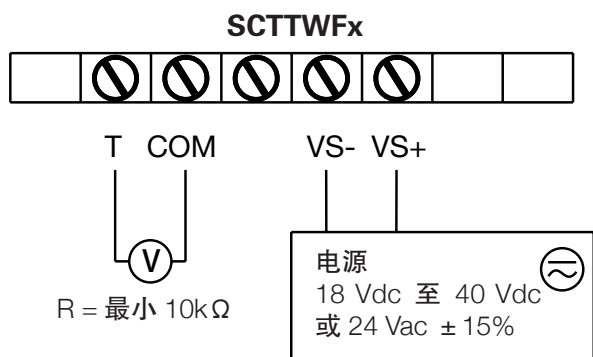 SCTTWFx
T COM VS- VS+
V
R = 最小 10kΩ
电源
18 Vdc 至 40 Vdc
或 24 Vac ±15%